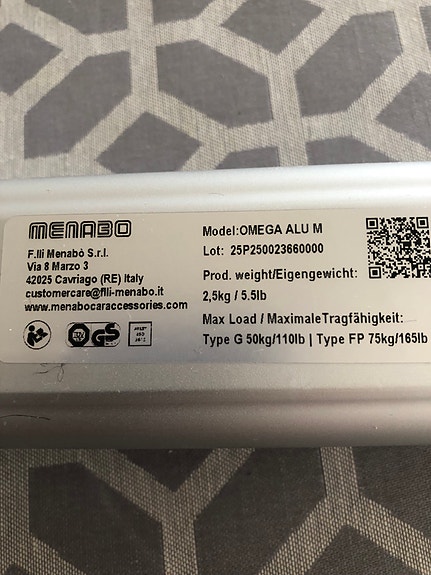 MENABO
F.lli Menabò S.r.l.
Via 8 Marzo 3
42025 Cavriago (RE) Italy
customercare@flli-menabo.it
www.menabocaraccessories.com
GS
Model:OMEGA ALU M
Lot: 25P250023660000
Prod. weight/Eigengewicht:
2,5kg / 5.5lb
Max Load / MaximaleTragfähigkeit:
Type G 50kg/110lb | Type FP 75kg/165lb